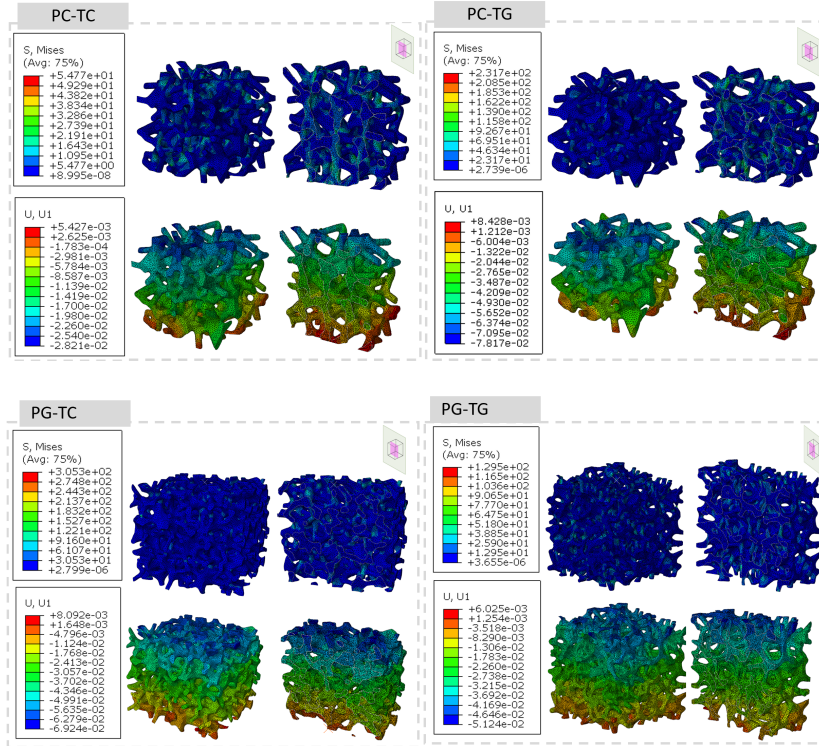 PC-TC
S, Mises
(Avg: 75%)
+5.477e+01
+4.929e+01
+4.382e+01
+3.834e+01
+3.286e+01
+2.739e+01
+2.191e+01
+1.643e+01
+1.095e+01
+5.477e+00
+8.995e-08
U, U1
+5.427e-03
+2.625e-03
-1.783e-04
-2.981e-03
-5.784e-03
-8.587e-03
-1.139e-02
-1.419e-02
-1.700e-02
-1.980e-02
-2.260e-02
-2.540e-02
-2.821e-02
PC-TG
S, Mises
(Avg: 75%)
+2.317e+02
+2.085e+02
+1.853e+02
+1.622e+02
+1.390e+02
+1.158e+02
+9.267e+01
+6.951e+01
+4.634e+01
+2.317e+01
+2.739e-06
U, U1
+8.428e-03
+1.212e-03
-6.004e-03
-1.322e-02
-2.044e-02
-2.765e-02
-3.487e-02
-4.209e-02
-4.930e-02
-5.652e-02
-6.374e-02
-7.095e-02
-7.817e-02
PG-TC
S, Mises
(Avg: 75%)
+3.053e+02
+2.748e+02
+2.443e+02
+2.137e+02
+1.832e+02
+1.527e+02
+1.221e+02
+9.160e+01
+6.107e+01
+3.053e+01
+2.799e-06
U, U1
+8.092e-03
+1.648e-03
-4.796e-03
-1.124e-02
-1.768e-02
-2.413e-02
-3.057e-02
-3.702e-02
-4.346e-02
-4.991e-02
-5.635e-02
-6.279e-02
-6.924e-02
PG-TG
S, Mises
(Avg: 75%)
+1.295e+02
+1.165e+02
+1.036e+02
+9.065e+01
+7.770e+01
+6.475e+01
+5.180e+01
+3.885e+01
+2.590e+01
+1.295e+01
+3.655e-06
U, U1
+6.025e-03
+1.254e-03
-3.518e-03
-8.290e-03
-1.306e-02
-1.783e-02
-2.260e-02
-2.738e-02
-3.215e-02
-3.692e-02
-4.169e-02
-4.646e-02
-5.124e-02